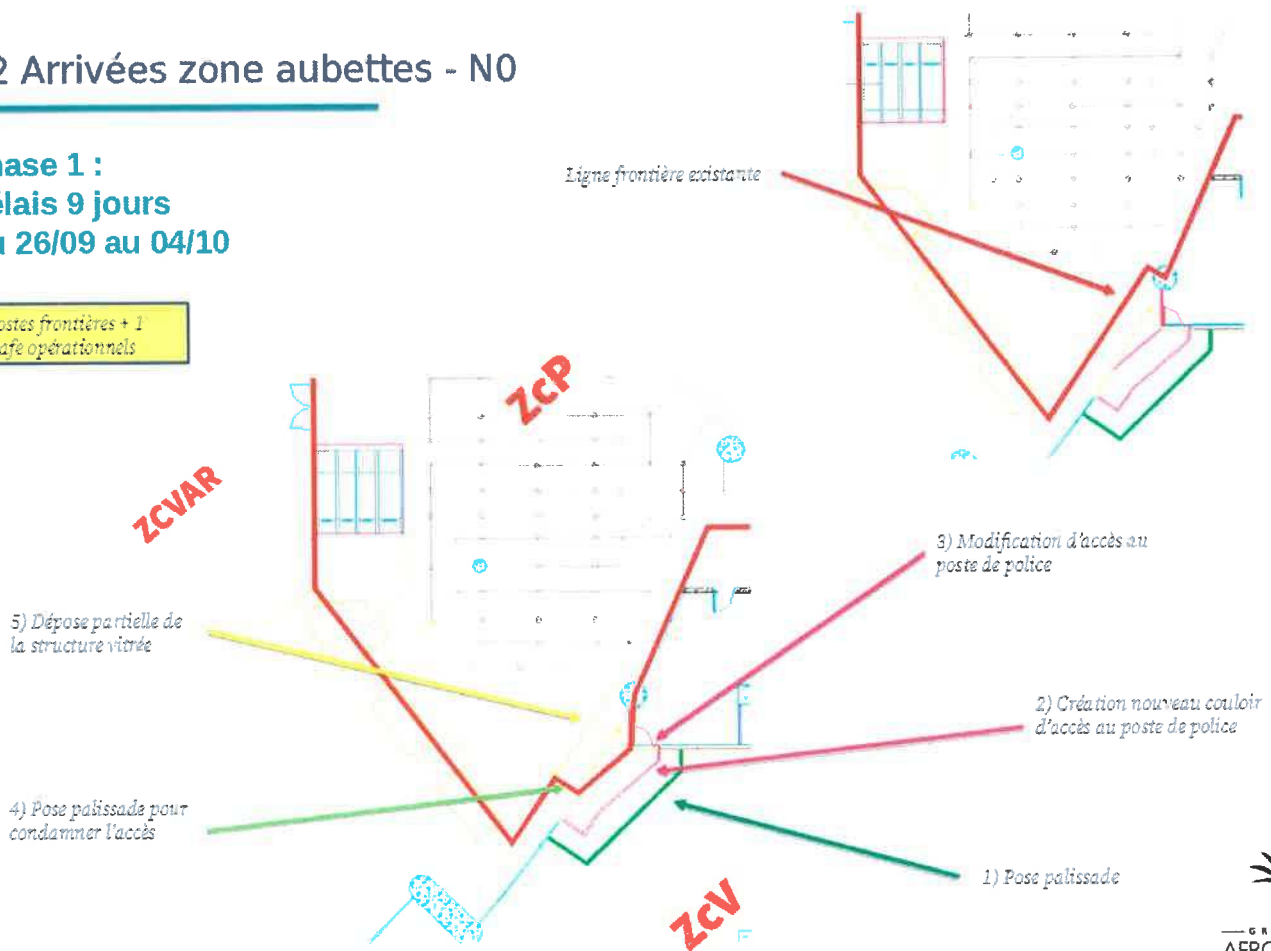 2 Arrivées zone aubettes - N0
hase 1 :
élais 9 jours
u 26/09 au 04/10
ostes frontières + 1
afe opérationnels
Ligne frontière existante
ZcP
ZCVAR
3) Modification d'accès au
poste de police
5) Dépose partielle de
la structure vitrée
2) Création nouveau couloir
d'accès au poste de police
4) Pose palissade pour
condamner l'accès
1) Pose palissade
ZcV